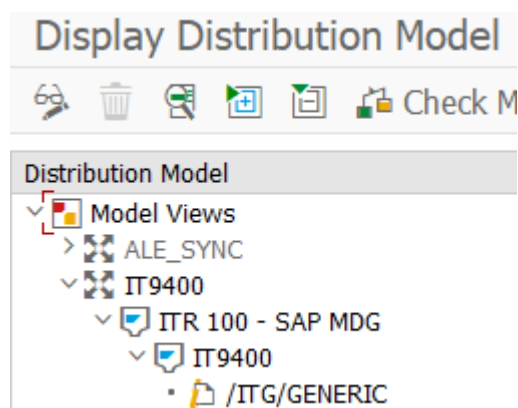 Display Distribution Model
Check M
Distribution Model
Model Views
ALE_SYNC
IT9400
ITR 100 - SAP MDG
IT9400
/ITG/GENERIC